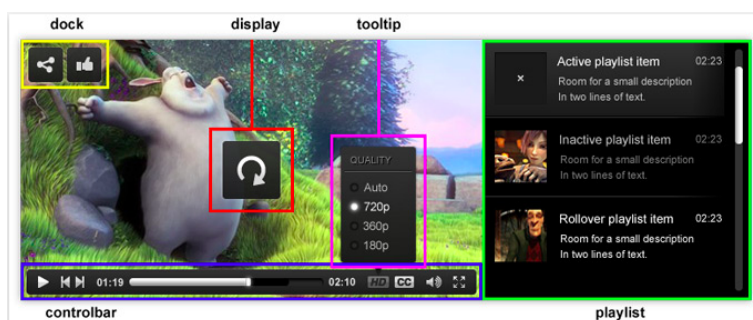 dock
display
tooltip
Active playlist item 02:23
Room for a small description
In two lines of text.
QUALITY
Auto
720p
360p
180p
Inactive playlist item 02:23
Room for a small description
In two lines of text.
Rollover playlist item 02:23
Room for a small description
In two lines of text.
01:19 02:10 HD CC
controlbar
playlist